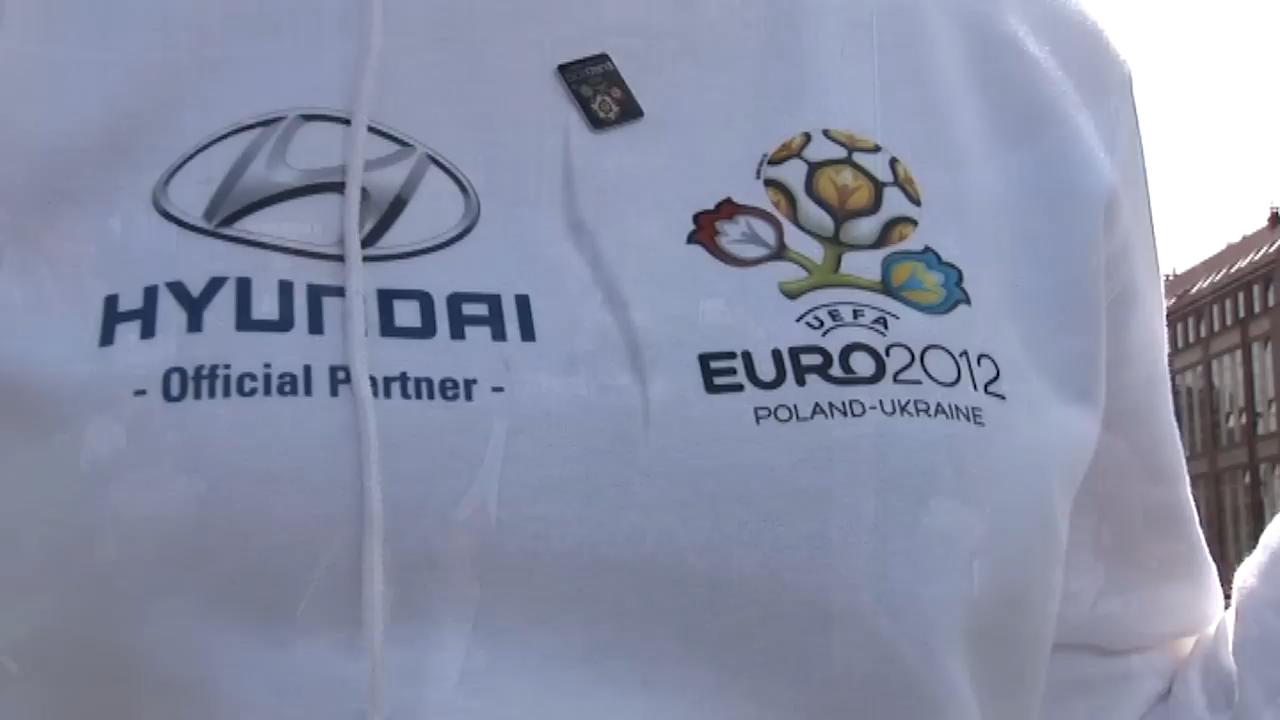 HYUNDAI
- Official Partner -
UEFA
EURO2012
POLAND-UKRAINE